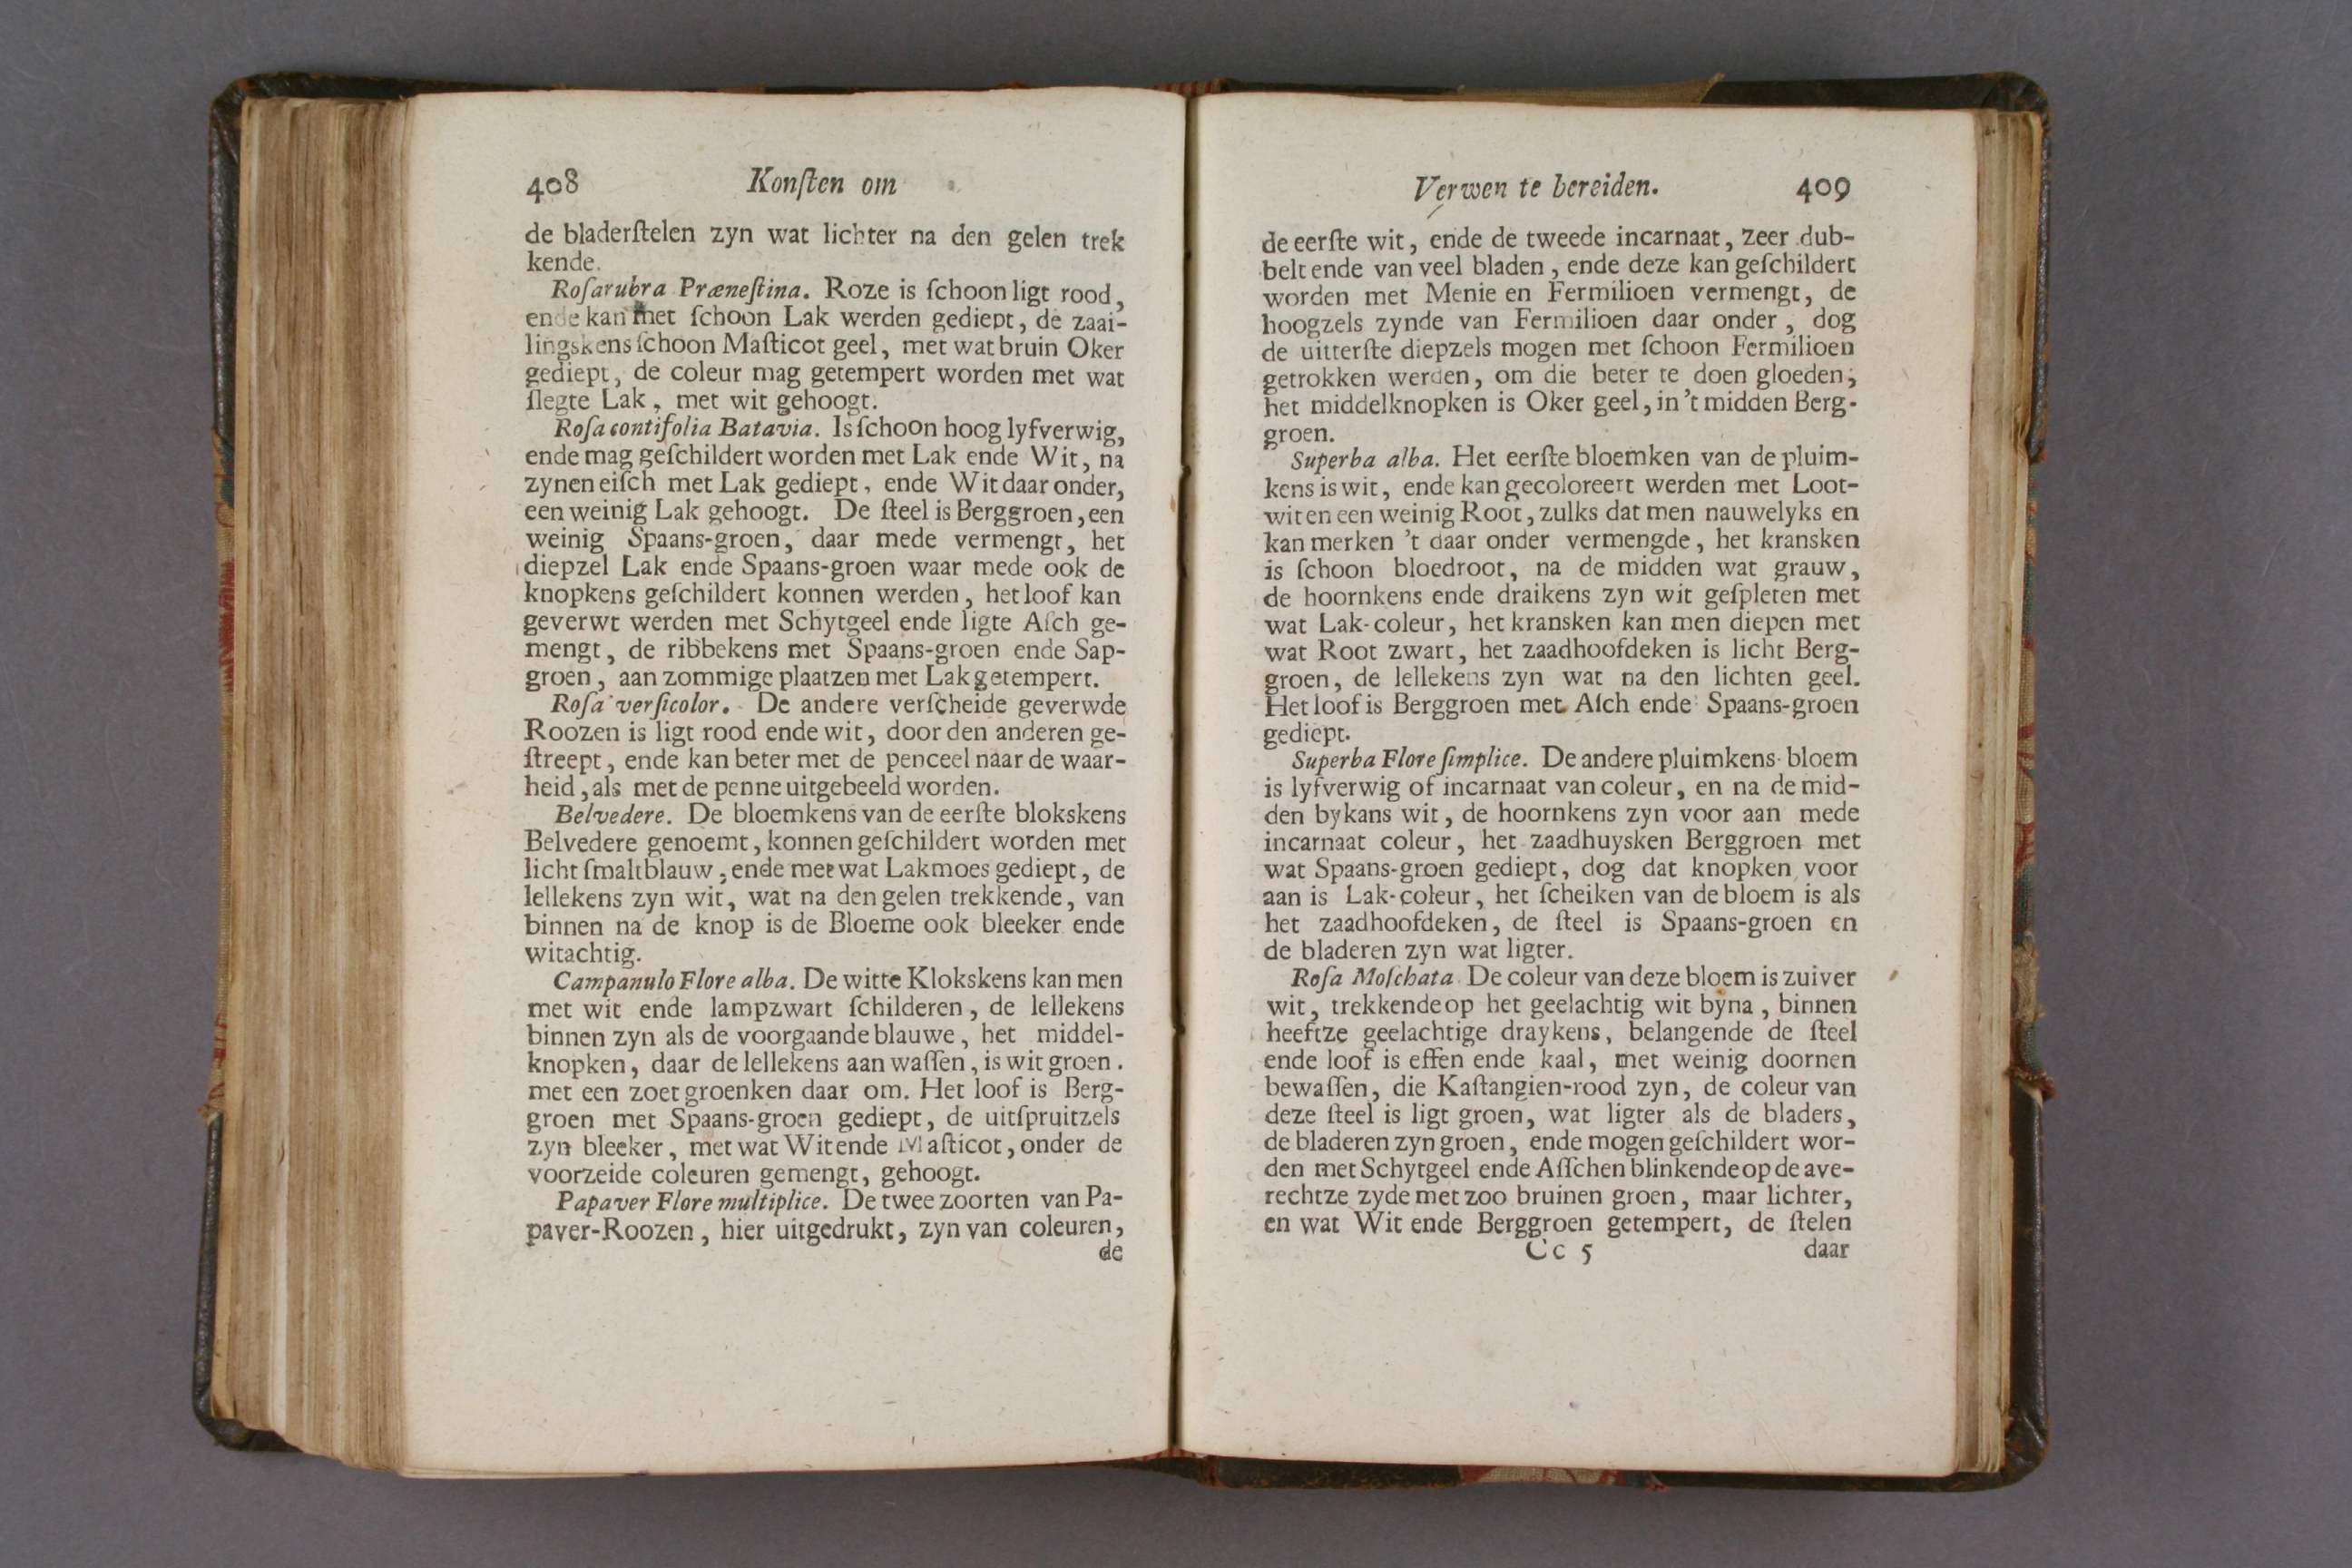 408 Konſten om
de bladerſtelen zyn wat lichter na den gelen trek
kende.
Roſarubra Præneſtina. Roze is ſchoon ligt rood,
ende kan met ſchoon Lak werden gediept, de zaai-
lingskens ſchoon Maſticot geel, met wat bruin Oker
gediept, de coleur mag getempert worden met wat
ſlegte Lak, met wit gehoogt.
Roſa contifolia Batavia. Is ſchoon hoog lyfverwig,
ende mag geſchildert worden met Lak ende Wit, na
zynen eiſch met Lak gediept, ende Wit daar onder,
een weinig Lak gehoogt. De ſteel is Berggroen, een
weinig Spaans-groen, daar mede vermengt, het
diepzel Lak ende Spaans-groen waar mede ook de
knopkens geſchildert konnen werden, het loof kan
geverwt werden met Schytgeel ende ligte Aſch ge-
mengt, de ribbekens met Spaans-groen ende Sap-
groen, aan zommige plaatzen met Lak getempert.
Roſa verſicolor. De andere verſcheide geverwde
Roozen is ligt rood ende wit, door den anderen ge-
ſtreept, ende kan beter met de penceel naar de waar-
heid, als met de penne uitgebeeld worden.
Belvedere. De bloemkens van de eerſte blokskens
Belvedere genoemt, konnen geſchildert worden met
licht ſmaltblauw, ende met wat Lakmoes gediept, de
lellekens zyn wit, wat na den gelen trekkende, van
binnen na de knop is de Bloeme ook bleeker ende
witachtig.
Campanulo Flore alba. De witte Klokskens kan men
met wit ende lampzwart ſchilderen, de lellekens
binnen zyn als de voorgaande blauwe, het middel-
knopken, daar de lellekens aan waſſen, is wit groen.
met een zoet groenken daar om. Het loof is Berg-
groen met Spaans-groen gediept, de uitſpruitzels
zyn bleeker, met wat Wit ende Maſticot, onder de
voorzeide coleuren gemengt, gehoogt.
Papaver Flore multiplice. De twee zoorten van Pa-
paver-Roozen, hier uitgedrukt, zyn van coleuren,
de
Verwen te bereiden. 409
de eerſte wit, ende de tweede incarnaat, zeer dub-
belt ende van veel bladen, ende deze kan geſchildert
worden met Menie en Fermilioen vermengt, de
hoogzels zynde van Fermilioen daar onder, dog
de uitterſte diepzels mogen met ſchoon Fermilioen
getrokken werden, om die beter te doen gloeden;
het middelknopken is Oker geel, in 't midden Berg-
groen.
Superba alba. Het eerſte bloemken van de pluim-
kens is wit, ende kan gecoloreert werden met Loot-
wit en een weinig Root, zulks dat men nauwelyks en
kan merken 't daar onder vermengde, het kransken
is ſchoon bloedroot, na de midden wat grauw,
de hoornkens ende draikens zyn wit geſpleten met
wat Lak-coleur, het kransken kan men diepen met
wat Root zwart, het zaadhoofdeken is licht Berg-
groen, de lellekens zyn wat na den lichten geel.
Het loof is Berggroen met Aſch ende Spaans-groen
gediept.
Superba Flore ſimplice. De andere pluimkens-bloem
is lyfverwig of incarnaat van coleur, en na de mid-
den bykans wit, de hoornkens zyn voor aan mede
incarnaat coleur, het zaadhuysken Berggroen met
wat Spaans-groen gediept, dog dat knopken voor
aan is Lak-coleur, het ſcheiken van de bloem is als
het zaadhoofdeken, de ſteel is Spaans-groen en
de bladeren zyn wat ligter.
Roſa Moſchata De coleur van deze bloem is zuiver
wit, trekkende op het geelachtig wit byna, binnen
heeftze geelachtige draykens, belangende de ſteel
ende loof is effen ende kaal, met weinig doornen
bewaſſen, die Kaſtangien-rood zyn, de coleur van
deze ſteel is ligt groen, wat ligter als de bladers,
de bladeren zyn groen, ende mogen geſchildert wor-
den met Schytgeel ende Aſſchen blinkende op de ave-
rechtze zyde met zoo bruinen groen, maar lichter,
en wat Wit ende Berggroen getempert, de ſtelen
Cc 5 daar